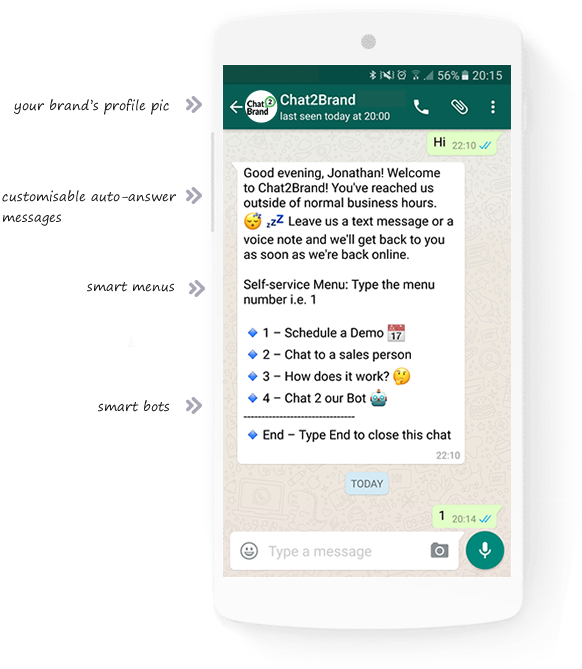 56% 20:15
your brand's profile pic
Chat 2 Brand
Chat2Brand
last seen today at 20:00
Hi 22:10
customisable auto-answer
messages
Good evening, Jonathan! Welcome
to Chat2Brand! You've reached us
outside of normal business hours.
😴 💤 Leave us a text message or a
voice note and we'll get back to you
as soon as we're back online.
smart menus
Self-service Menu: Type the menu
number i.e. 1
🔹 1 – Schedule a Demo 📅 17
🔹 2 – Chat to a sales person
🔹 3 – How does it work? 🤔
smart bots
🔹 4 – Chat 2 our Bot 🤖
-------------------------------
🔹 End – Type End to close this chat
22:10
TODAY
1 20:14
Type a message